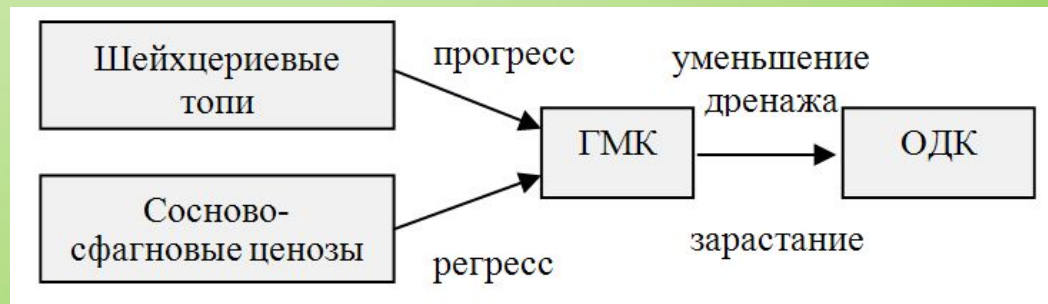 Шейхцериевые
топи
прогресс
уменьшение
дренажа
ГМК
ОДК
Сосново-
сфагновые ценозы
регресс
зарастание